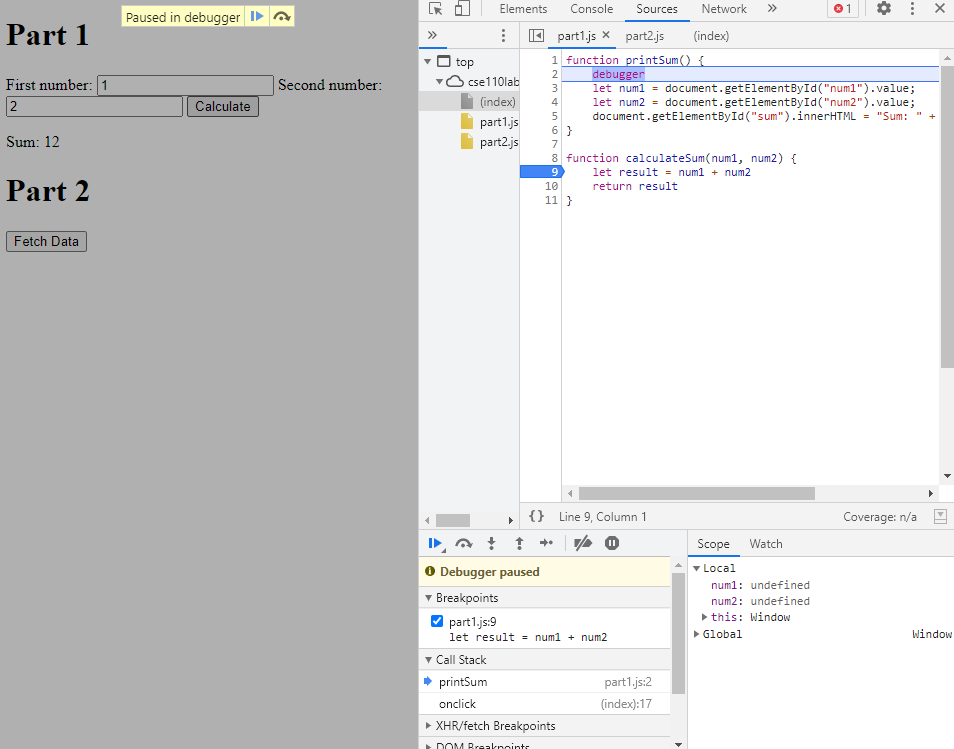 Paused in debugger
Part 1
First number: 1 Second number:
2 Calculate
Sum: 12
Part 2
Fetch Data
Elements Console Sources Network » 1
»
part1.js × part2.js (index)
top
cse110lab
(index)
part1.js
part2.js
1 function printSum() {
2 debugger
3 let num1 = document.getElementById("num1").value;
4 let num2 = document.getElementById("num2").value;
5 document.getElementById("sum").innerHTML = "Sum: " +
6 }
7
8 function calculateSum(num1, num2) {
9 let result = num1 + num2
10 return result
11 }
{} Line 9, Column 1 Coverage: n/a
Debugger paused
Breakpoints
part1.js:9
let result = num1 + num2
Call Stack
printSum part1.js:2
onclick (index):17
XHR/fetch Breakpoints
DOM Breakpoints
Scope Watch
Local
num1: undefined
num2: undefined
this: Window
Global Window